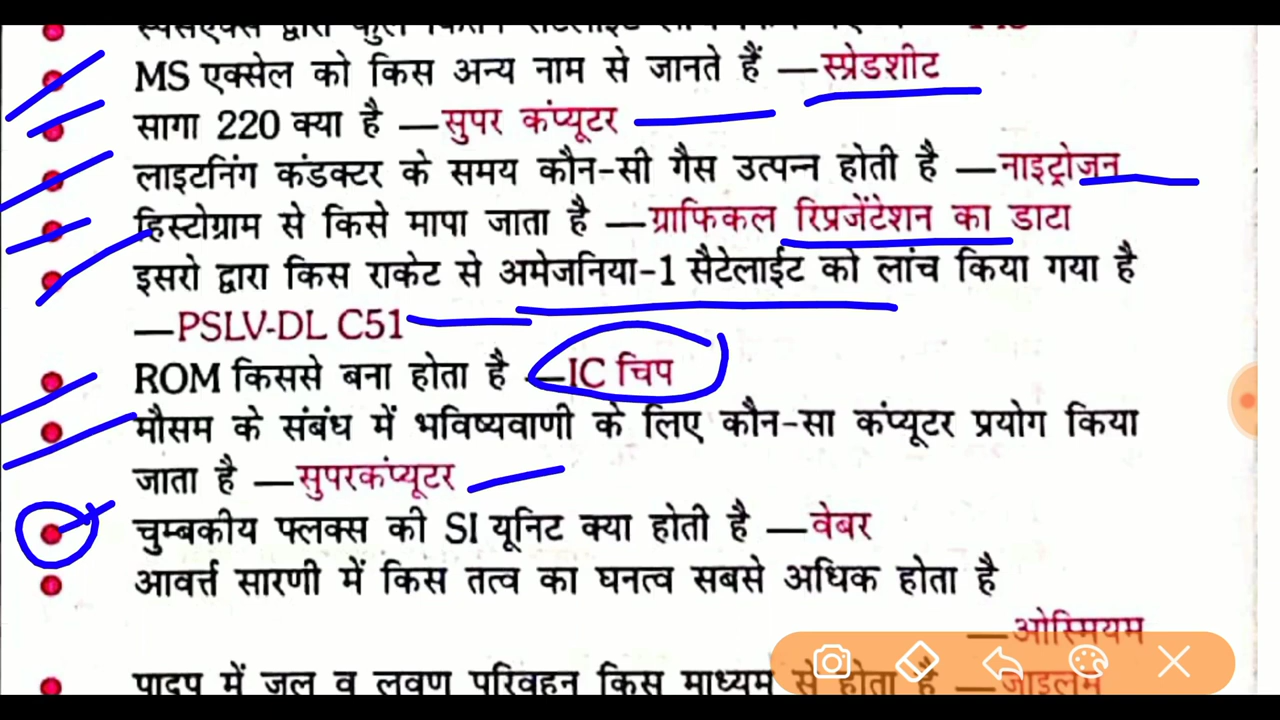 MS एक्सेल को किस अन्य नाम से जानते हैं —स्प्रेडशीट
सागा 220 क्या है —सुपर कंप्यूटर
लाइटनिंग कंडक्टर के समय कौन-सी गैस उत्पन्न होती है —नाइट्रोजन
हिस्टोग्राम से किसे मापा जाता है —ग्राफिकल रिप्रजेंटेशन का डाटा
इसरो द्वारा किस राकेट से अमेजनिया-1 सैटेलाईट को लांच किया गया है
—PSLV-DL C51
ROM किससे बना होता है —IC चिप
मौसम के संबंध में भविष्यवाणी के लिए कौन-सा कंप्यूटर प्रयोग किया
जाता है —सुपरकंप्यूटर
चुम्बकीय फ्लक्स की SI यूनिट क्या होती है —वेबर
आवर्त्त सारणी में किस तत्व का घनत्व सबसे अधिक होता है
—ओस्मियम
पादप में जल व लवण परिवहन किस माध्यम से होता है —जाइलम